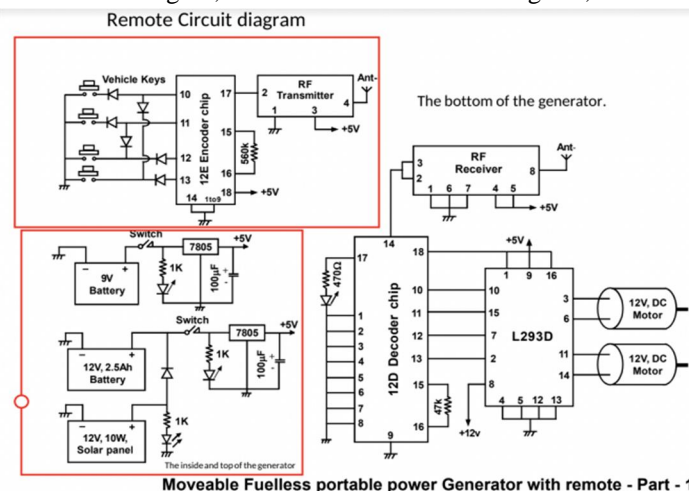 Remote Circuit diagram
Vehicle Keys
10
11
12
13
14
1to9
12E Encoder chip
17
15
16
18
560k
+5V
2
RF
Transmitter
1
3
4
+5V
Ant-
The bottom of the generator.
3
2
RF
Receiver
8
1 6 7 4 5
+5V
Ant-
Switch
7805
+5V
- +
9V
Battery
1K
100µF
+
-
Switch
7805
+5V
- +
12V, 2.5Ah
Battery
1K
100µF
+
-
- +
12V, 10W,
Solar panel
1K
The inside and top of the generator
14
17
18
470Ω
1
2
3
4
5
6
7
8
9
12D Decoder chip
10
11
12
13
15
16
47k
+5V
1 9 16
10
15
7
2
8
+12v
L293D
3
6
11
14
4 5 12 13
12V, DC
Motor
12V, DC
Motor
Moveable Fuelless portable power Generator with remote - Part -